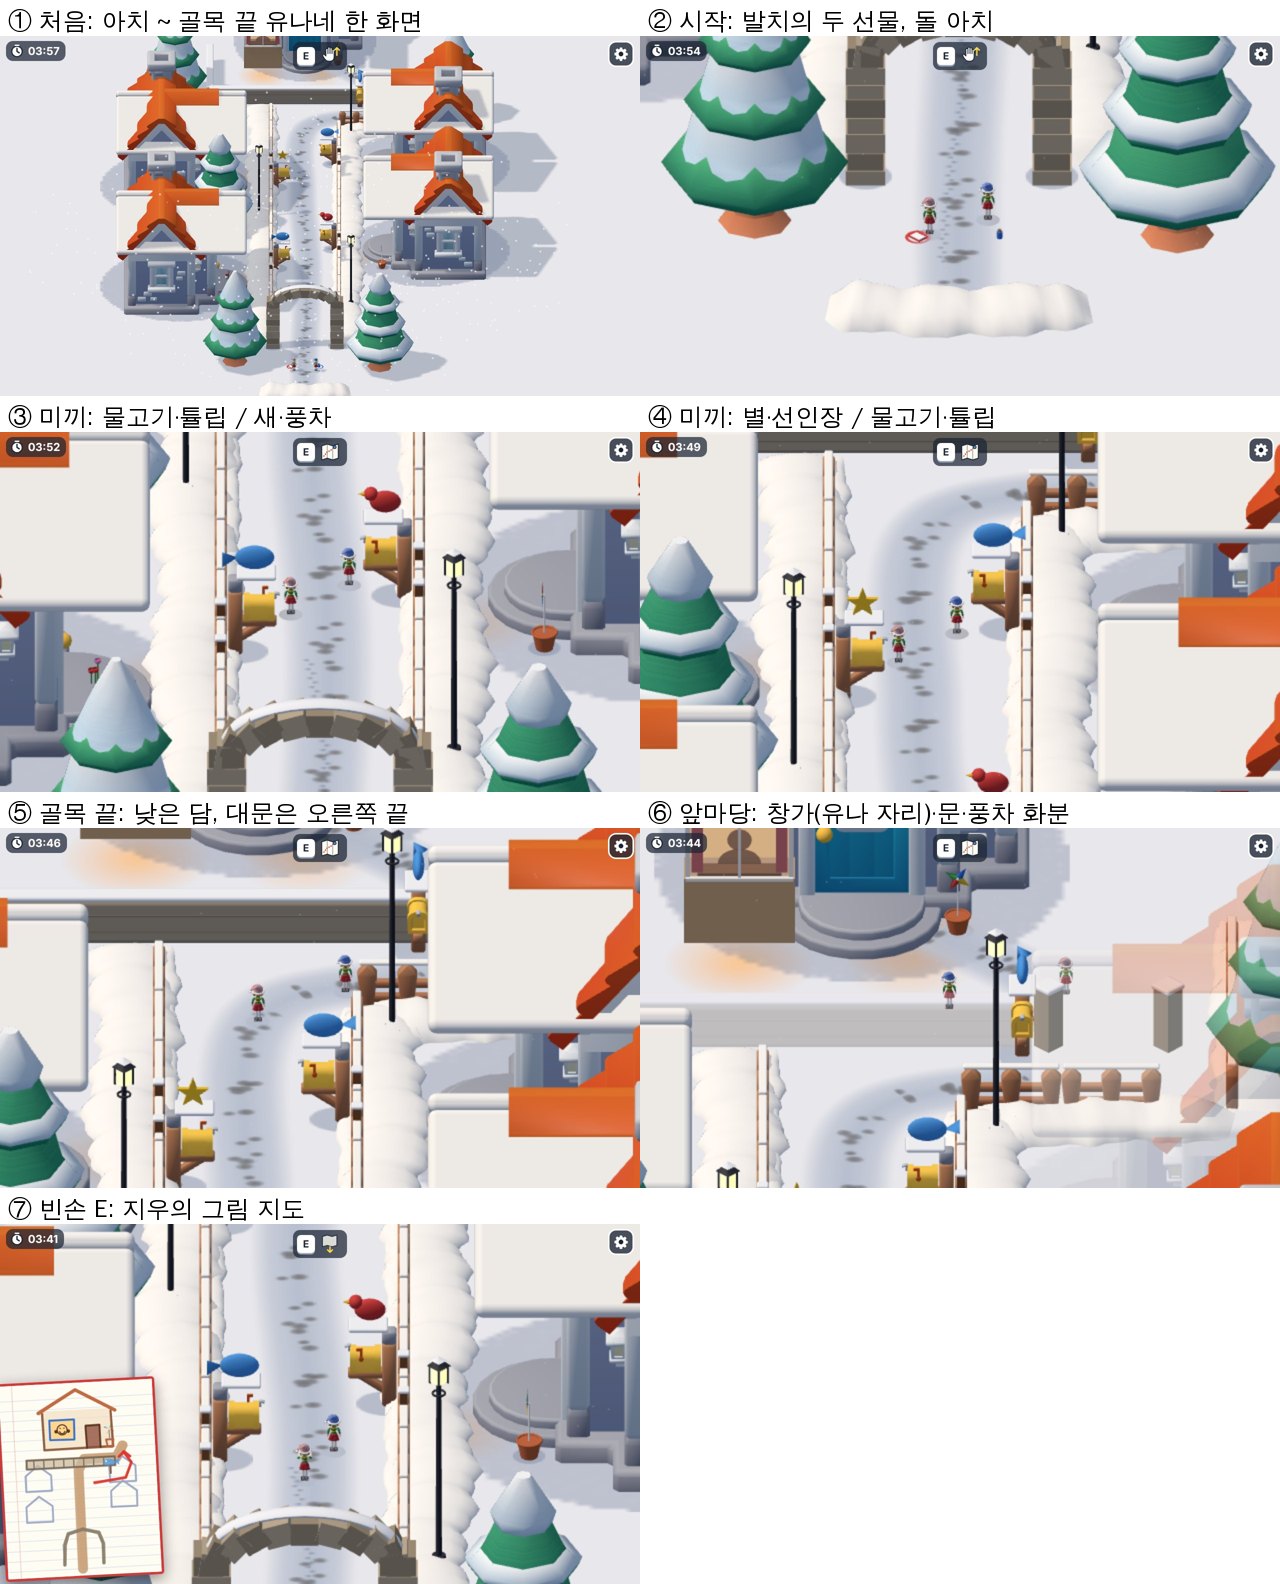 ① 처음: 아치 ~ 골목 끝 유나네 한 화면
② 시작: 발치의 두 선물, 돌 아치
03:57
E
03:54
E
③ 미끼: 물고기·튤립 / 새·풍차
④ 미끼: 별·선인장 / 물고기·튤립
03:52
E
03:49
E
⑤ 골목 끝: 낮은 담, 대문은 오른쪽 끝
⑥ 앞마당: 창가(유나 자리)·문·풍차 화분
03:46
E
03:44
E
⑦ 빈손 E: 지우의 그림 지도
03:41
E